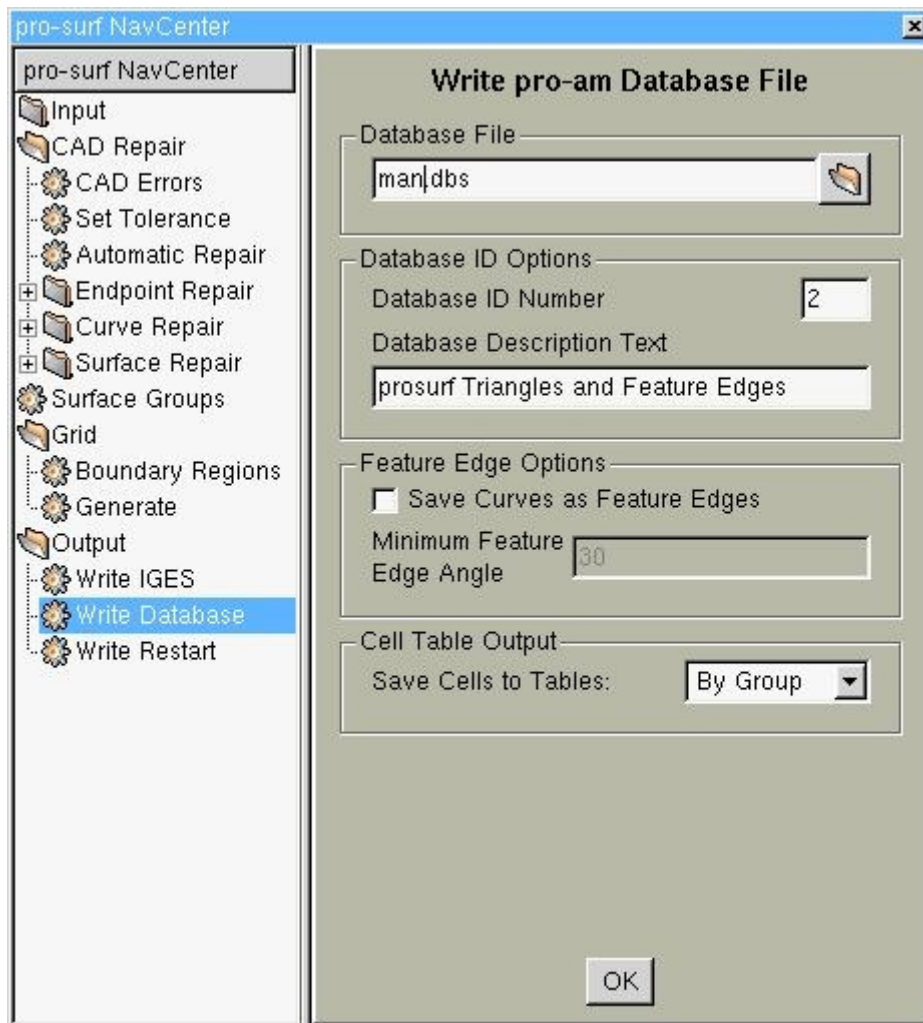 pro-surf NavCenter
pro-surf NavCenter
Input
CAD Repair
CAD Errors
Set Tolerance
Automatic Repair
Endpoint Repair
Curve Repair
Surface Repair
Surface Groups
Grid
Boundary Regions
Generate
Output
Write IGES
Write Database
Write Restart
Write pro-am Database File
Database File
man.dbs
Database ID Options
Database ID Number 2
Database Description Text
prosurf Triangles and Feature Edges
Feature Edge Options
Save Curves as Feature Edges
Minimum Feature
Edge Angle 30
Cell Table Output
Save Cells to Tables: By Group
OK